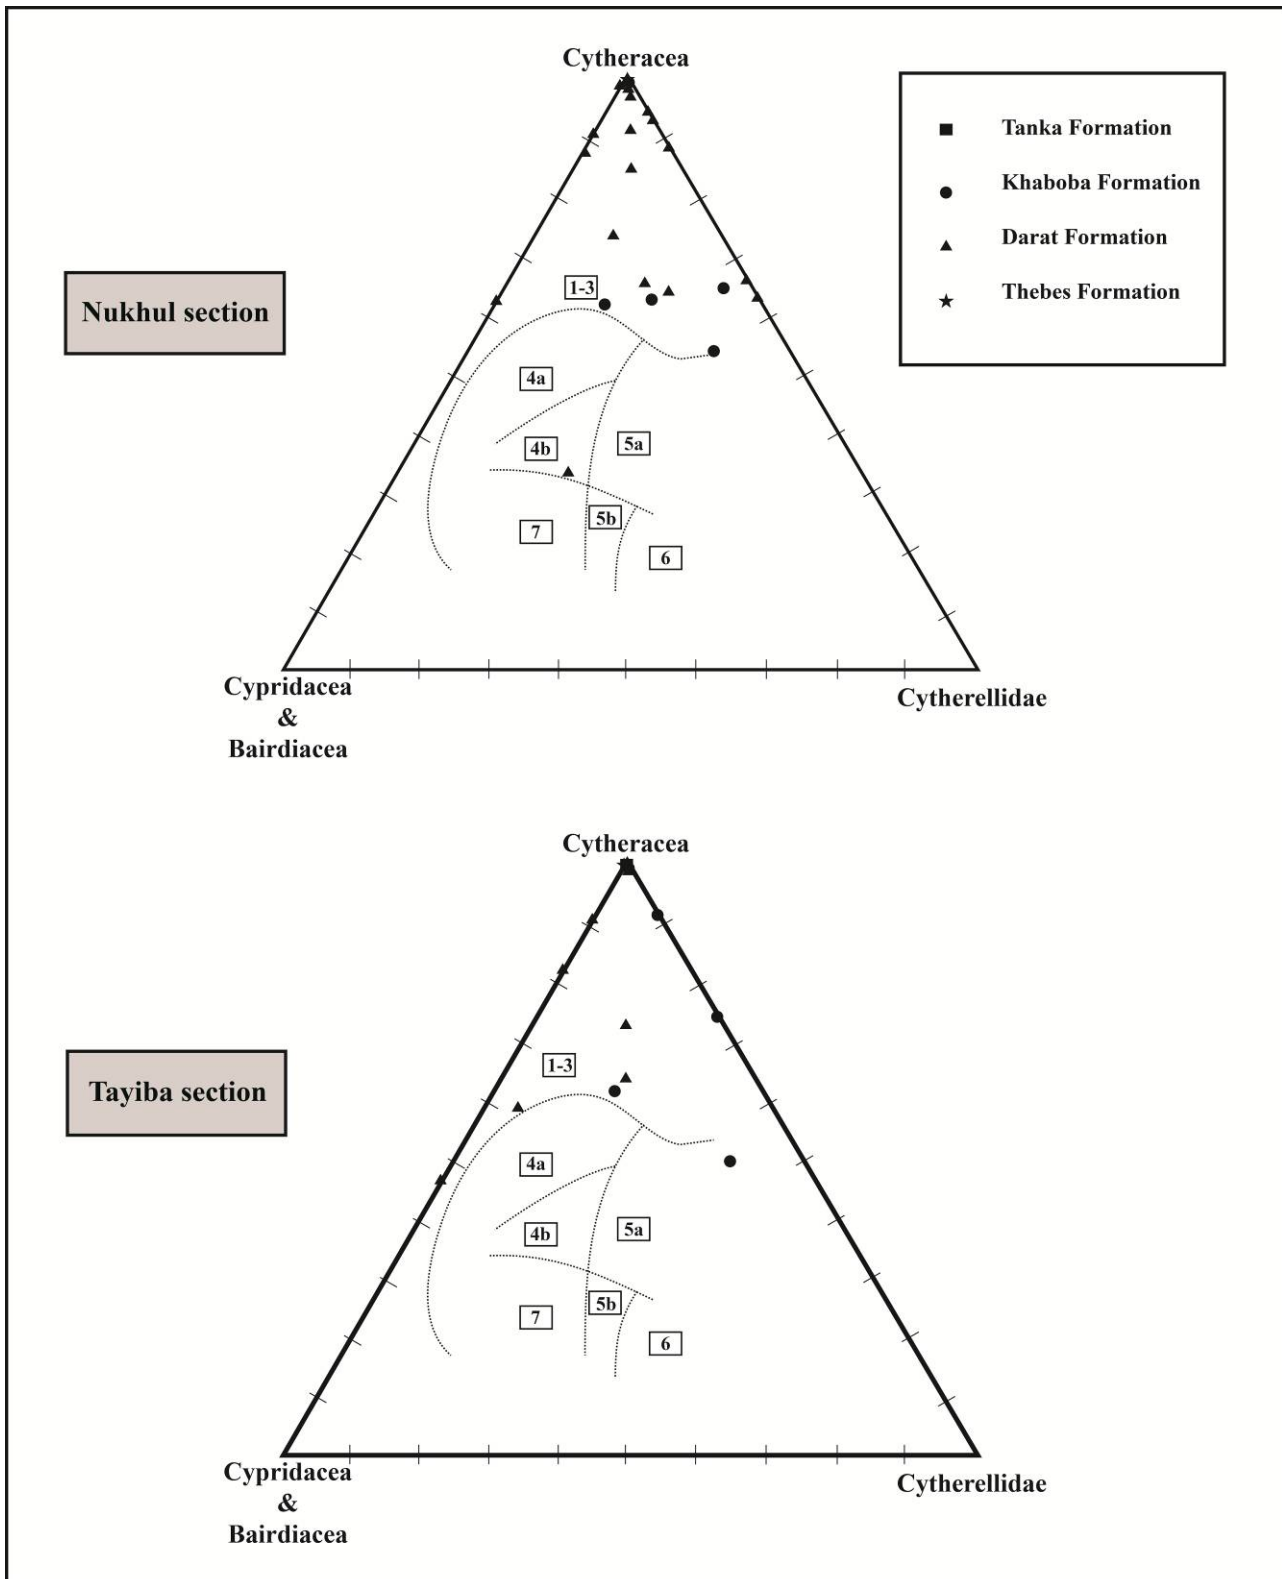 Cytheracea
Tanka Formation
Khaboba Formation
Darat Formation
Thebes Formation
Nukhul section
1-3
4a
4b
5a
5b
7
6
Cypridacea
&
Bairdiacea
Cytherellidae
Cytheracea
Tayiba section
1-3
4a
4b
5a
5b
7
6
Cypridacea
&
Bairdiacea
Cytherellidae